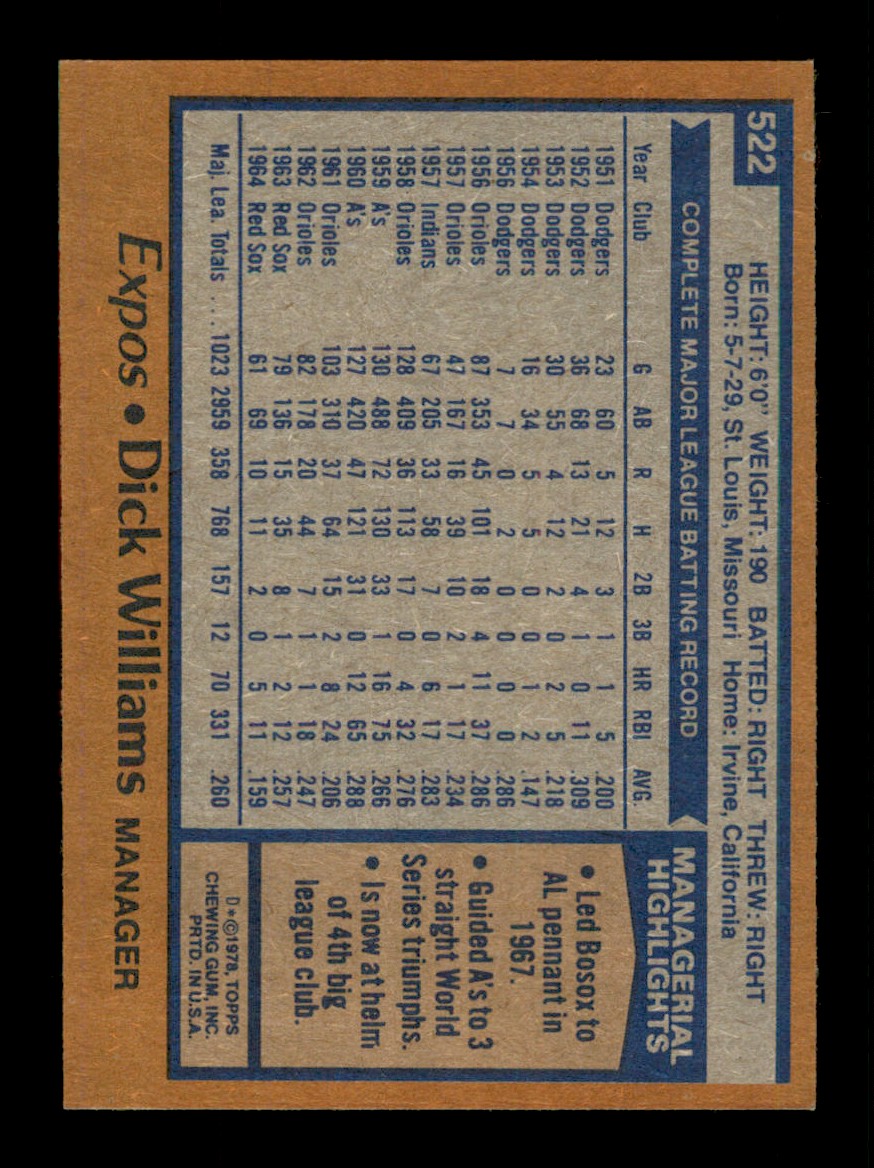 522
HEIGHT: 6'0" WEIGHT: 190 BATTED: RIGHT THREW: RIGHT
Born: 5-7-29, St. Louis, Missouri Home: Irvine, California
COMPLETE MAJOR LEAGUE BATTING RECORD
Year Club G AB R H 2B 3B HR RBI AVG.
1951 Dodgers 23 60 5 12 3 1 1 5 .200
1952 Dodgers 36 68 13 21 4 1 0 11 .309
1953 Dodgers 30 55 4 12 2 0 2 5 .218
1954 Dodgers 16 34 5 5 0 0 1 2 .147
1956 Dodgers 7 7 0 2 0 0 0 0 .286
1956 Orioles 87 353 45 101 18 4 11 37 .286
1957 Orioles 47 167 16 39 10 2 1 17 .234
1957 Indians 67 205 33 58 7 0 6 17 .283
1958 Orioles 128 409 36 113 17 0 4 32 .276
1959 A's 130 488 72 130 33 1 16 75 .266
1960 A's 127 420 47 121 31 0 12 65 .288
1961 Orioles 103 310 37 64 15 2 8 24 .206
1962 Orioles 82 178 20 44 7 1 1 18 .247
1963 Red Sox 79 136 15 35 8 1 2 12 .257
1964 Red Sox 61 69 10 11 2 0 5 11 .159
Maj. Lea. Totals .... 1023 2959 358 768 157 12 70 331 .260
MANAGERIAL
HIGHLIGHTS
• Led Bosox to
AL pennant in
1967.
• Guided A's to 3
straight World
Series triumphs.
• Is now at helm
of 4th big
league club.
D*©1978, TOPPS
CHEWING GUM, INC.
PRTD. IN U.S.A.
Expos • Dick Williams MANAGER